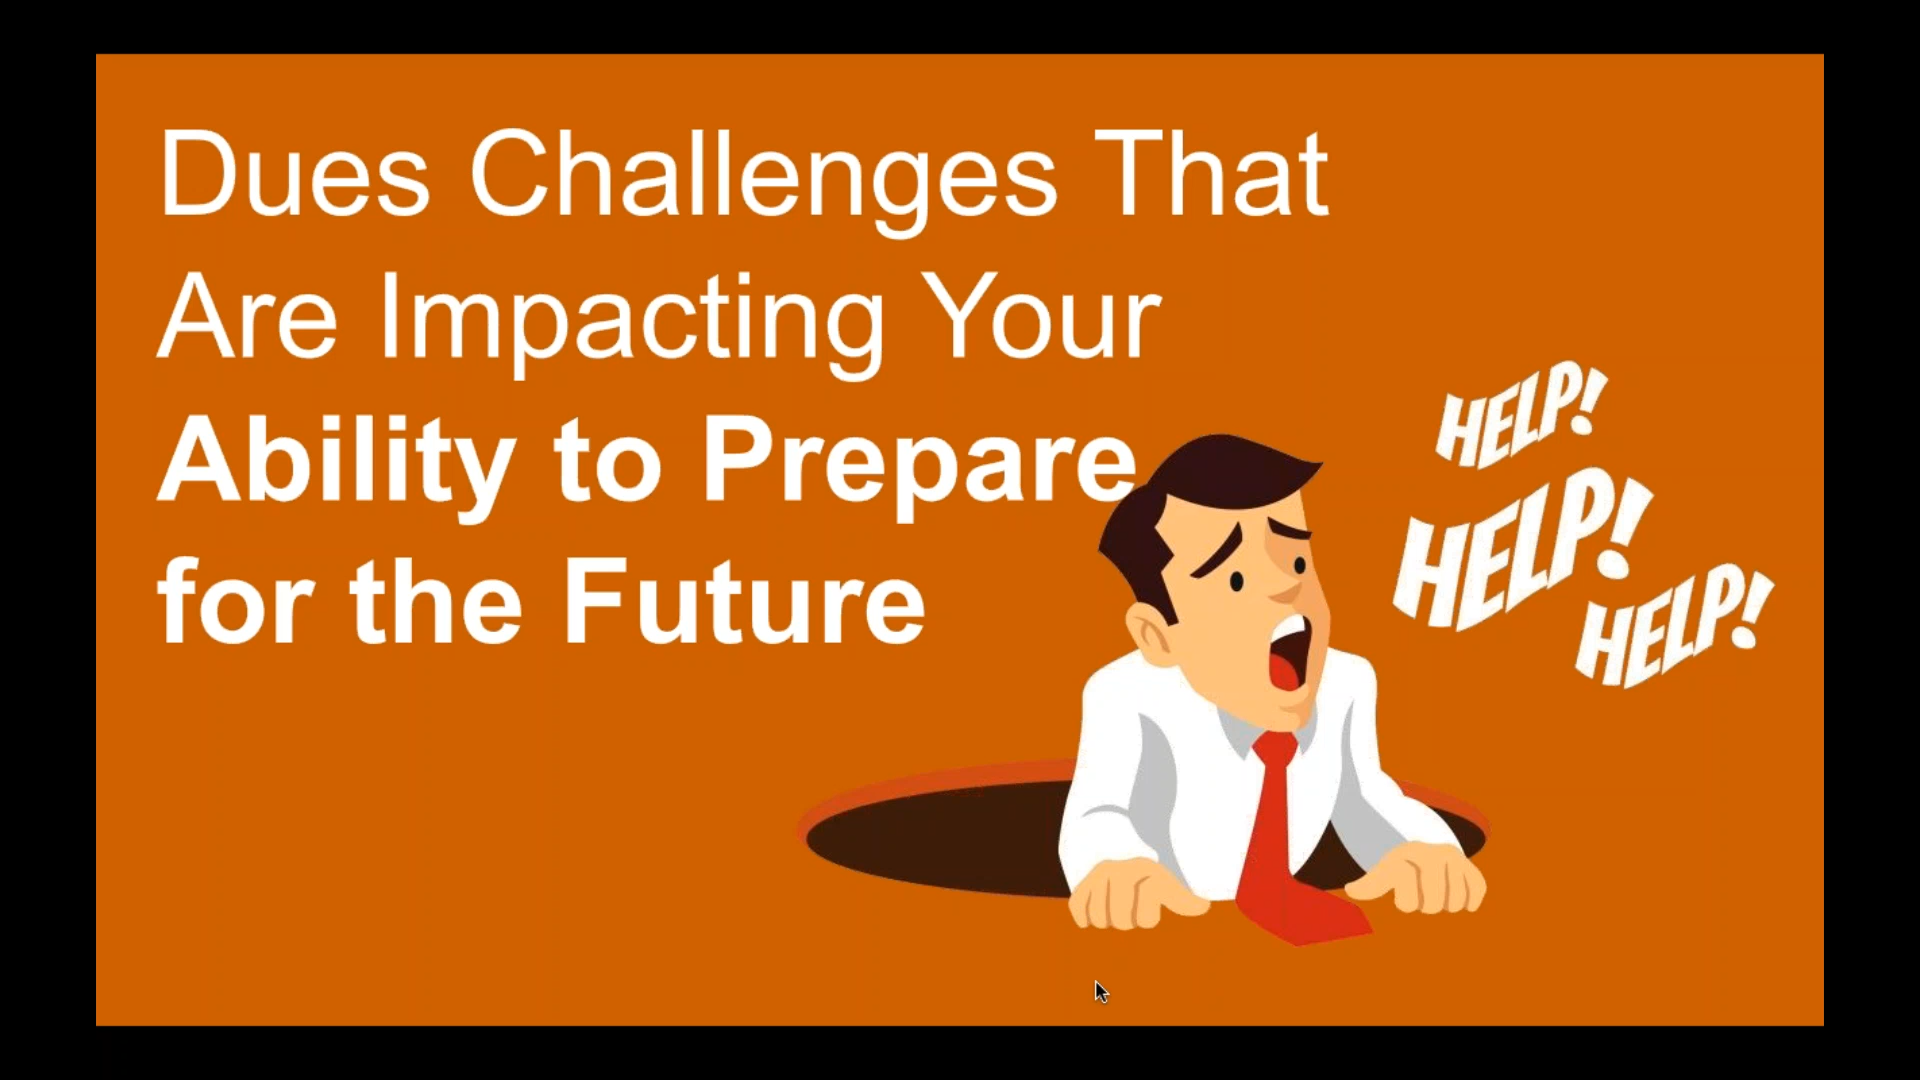 Dues Challenges That
Are Impacting Your
Ability to Prepare
for the Future
HELP!
HELP!
HELP!